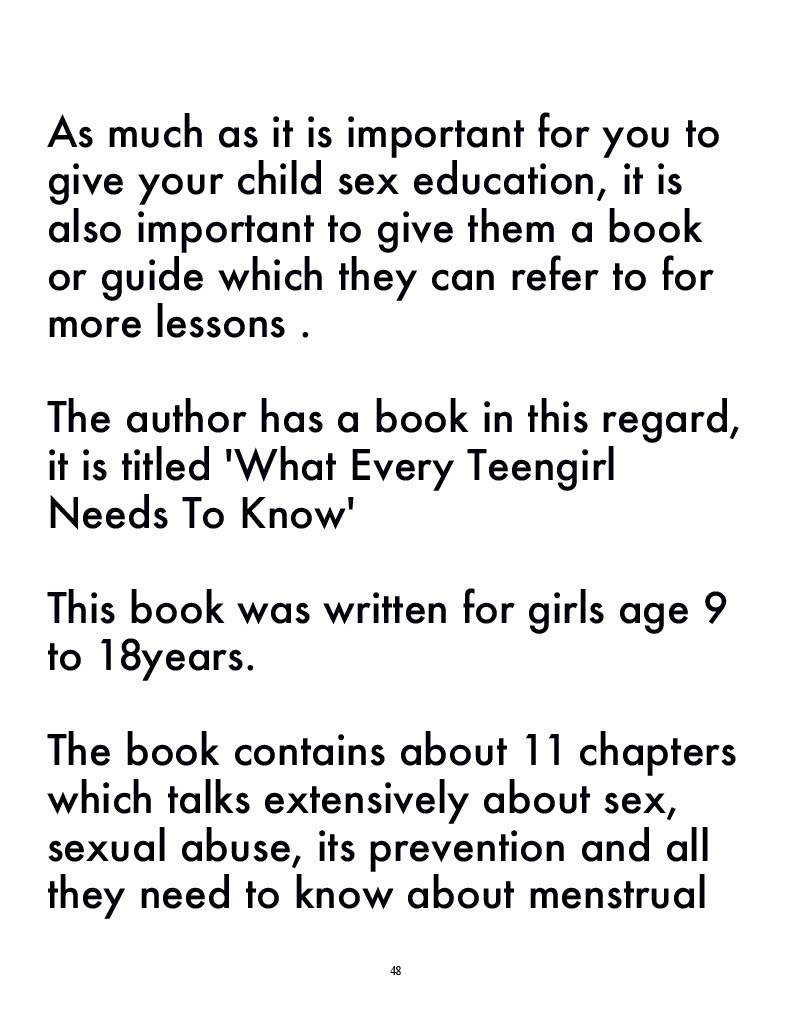 As much as it is important for you to
give your child sex education, it is
also important to give them a book
or guide which they can refer to for
more lessons .
The author has a book in this regard,
it is titled 'What Every Teengirl
Needs To Know'
This book was written for girls age 9
to 18years.
The book contains about 11 chapters
which talks extensively about sex,
sexual abuse, its prevention and all
they need to know about menstrual
48